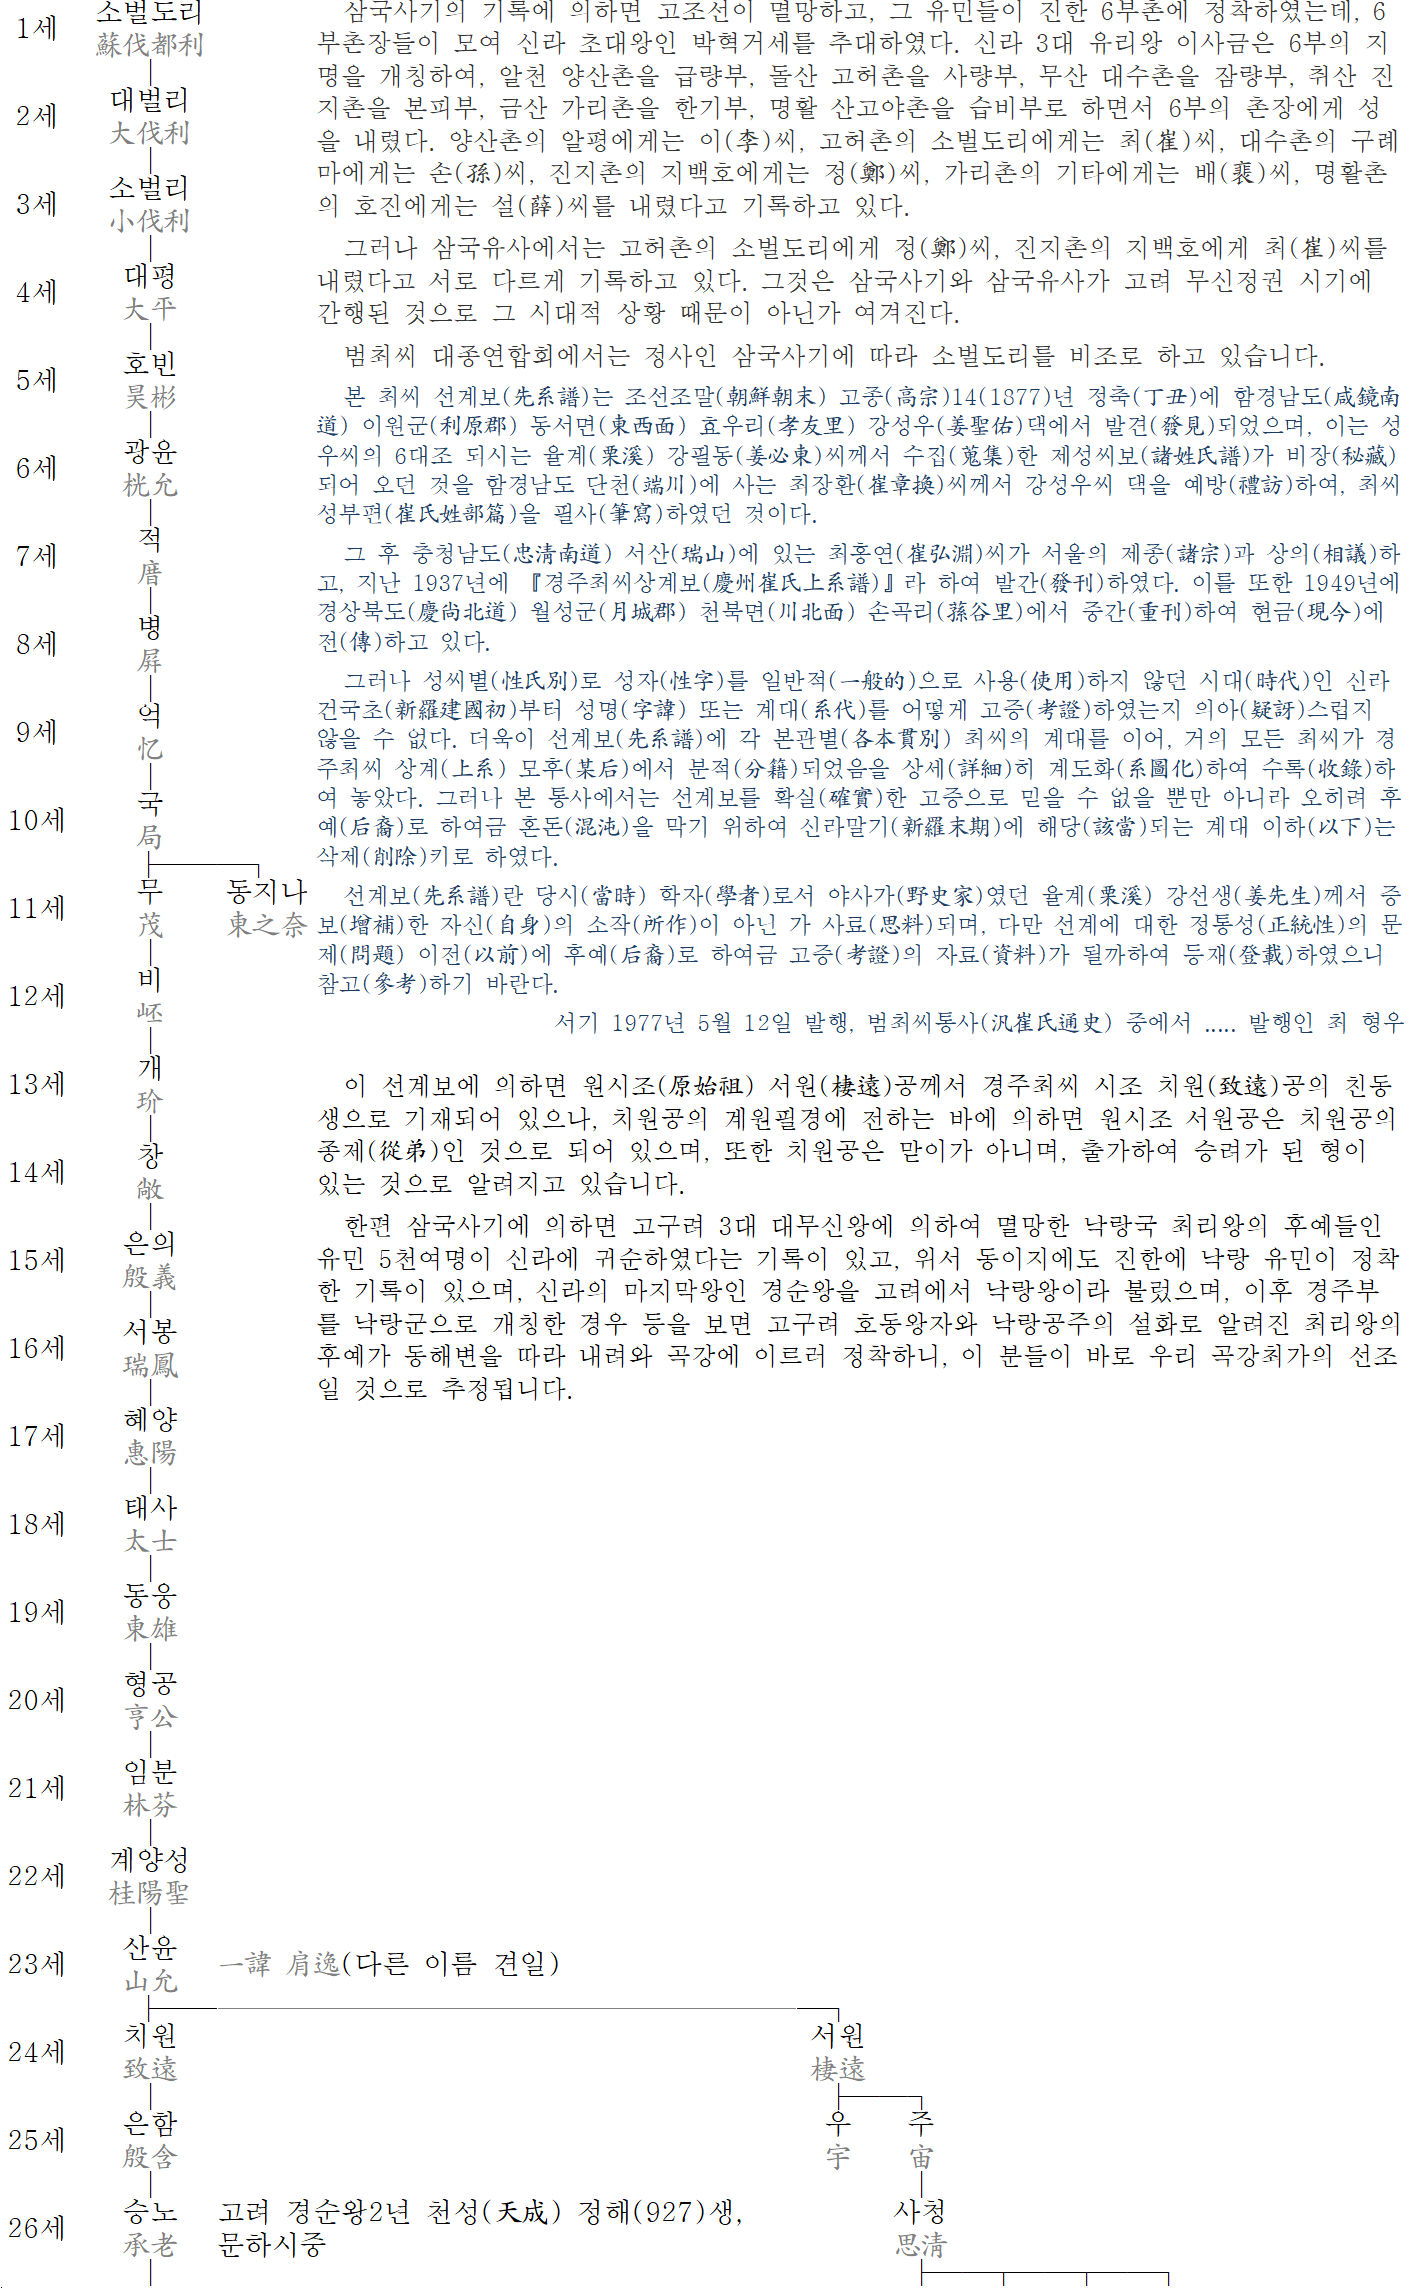 1세
소벌도리
蘇伐都利
2세
대벌리
大伐利
3세
소벌리
小伐利
4세
대평
大平
5세
호빈
昊彬
6세
광윤
桄允
7세
적
8세
병
屛
9세
억
忆
10세
국
局
11세
무 동지나
茂 東之奈
12세
비
岯
13세
개
玠
14세
창
敞
15세
은의
殷義
16세
서봉
瑞鳳
17세
혜양
惠陽
18세
태사
太士
19세
동웅
東雄
20세
형공
亨公
21세
임분
林芬
22세
계양성
桂陽聖
23세
산윤
山允
一諱 肩逸(다른 이름 견일)
24세
치원 서원
致遠 棲遠
25세
은함 우 주
殷含 宇 宙
26세
승노 사청
承老 思淸
고려 경순왕2년 천성(天成) 정해(927)생,
문하시중
삼국사기의 기록에 의하면 고조선이 멸망하고, 그 유민들이 진한 6부촌에 정착하였는데, 6
부촌장들이 모여 신라 초대왕인 박혁거세를 추대하였다. 신라 3대 유리왕 이사금은 6부의 지
명을 개칭하여, 알천 양산촌을 급량부, 돌산 고허촌을 사량부, 무산 대수촌을 잠량부, 취산 진
지촌을 본피부, 금산 가리촌을 한기부, 명활 산고야촌을 습비부로 하면서 6부의 촌장에게 성
을 내렸다. 양산촌의 알평에게는 이(李)씨, 고허촌의 소벌도리에게는 최(崔)씨, 대수촌의 구례
마에게는 손(孫)씨, 진지촌의 지백호에게는 정(鄭)씨, 가리촌의 기타에게는 배(裵)씨, 명활촌
의 호진에게는 설(薛)씨를 내렸다고 기록하고 있다.
그러나 삼국유사에서는 고허촌의 소벌도리에게 정(鄭)씨, 진지촌의 지백호에게 최(崔)씨를
내렸다고 서로 다르게 기록하고 있다. 그것은 삼국사기와 삼국유사가 고려 무신정권 시기에
간행된 것으로 그 시대적 상황 때문이 아닌가 여겨진다.
범최씨 대종연합회에서는 정사인 삼국사기에 따라 소벌도리를 비조로 하고 있습니다.
본 최씨 선계보(先系譜)는 조선조말(朝鮮朝末) 고종(高宗)14(1877)년 정축(丁丑)에 함경남도(咸鏡南
道) 이원군(利原郡) 동서면(東西面) 효우리(孝友里) 강성우(姜聖佑)댁에서 발견(發見)되었으며, 이는 성
우씨의 6대조 되시는 율계(栗溪) 강필동(姜必東)씨께서 수집(蒐集)한 제성씨보(諸姓氏譜)가 비장(秘藏)
되어 오던 것을 함경남도 단천(端川)에 사는 최장환(崔章換)씨께서 강성우씨 댁을 예방(禮訪)하여, 최씨
성부편(崔氏姓部篇)을 필사(筆寫)하였던 것이다.
그 후 충청남도(忠淸南道) 서산(瑞山)에 있는 최홍연(崔弘淵)씨가 서울의 제종(諸宗)과 상의(相議)하
고, 지난 1937년에 『경주최씨상계보(慶州崔氏上系譜)』라 하여 발간(發刊)하였다. 이를 또한 1949년에
경상북도(慶尙北道) 월성군(月城郡) 천북면(川北面) 손곡리(蓀谷里)에서 중간(重刊)하여 현금(現今)에
전(傳)하고 있다.
그러나 성씨별(性氏別)로 성자(性字)를 일반적(一般的)으로 사용(使用)하지 않던 시대(時代)인 신라
건국초(新羅建國初)부터 성명(字諱) 또는 계대(系代)를 어떻게 고증(考證)하였는지 의아(疑訝)스럽지
않을 수 없다. 더욱이 선계보(先系譜)에 각 본관별(各本貫別) 최씨의 계대를 이어, 거의 모든 최씨가 경
주최씨 상계(上系) 모후(某后)에서 분적(分籍)되었음을 상세(詳細)히 계도화(系圖化)하여 수록(收錄)하
여 놓았다. 그러나 본 통사에서는 선계보를 확실(確實)한 고증으로 믿을 수 없을 뿐만 아니라 오히려 후
예(后裔)로 하여금 혼돈(混沌)을 막기 위하여 신라말기(新羅末期)에 해당(該當)되는 계대 이하(以下)는
삭제(削除)키로 하였다.
선계보(先系譜)란 당시(當時) 학자(學者)로서 야사가(野史家)였던 율계(栗溪) 강선생(姜先生)께서 증
보(增補)한 자신(自身)의 소작(所作)이 아닌 가 사료(思料)되며, 다만 선계에 대한 정통성(正統性)의 문
제(問題) 이전(以前)에 후예(后裔)로 하여금 고증(考證)의 자료(資料)가 될까하여 등재(登載)하였으니
참고(參考)하기 바란다.
서기 1977년 5월 12일 발행, 범최씨통사(汎崔氏通史) 중에서 ..... 발행인 최 형우
이 선계보에 의하면 원시조(原始祖) 서원(棲遠)공께서 경주최씨 시조 치원(致遠)공의 친동
생으로 기재되어 있으나, 치원공의 계원필경에 전하는 바에 의하면 원시조 서원공은 치원공의
종제(從弟)인 것으로 되어 있으며, 또한 치원공은 맏이가 아니며, 출가하여 승려가 된 형이
있는 것으로 알려지고 있습니다.
한편 삼국사기에 의하면 고구려 3대 대무신왕에 의하여 멸망한 낙랑국 최리왕의 후예들인
유민 5천여명이 신라에 귀순하였다는 기록이 있고, 위서 동이지에도 진한에 낙랑 유민이 정착
한 기록이 있으며, 신라의 마지막왕인 경순왕을 고려에서 낙랑왕이라 불렀으며, 이후 경주부
를 낙랑군으로 개칭한 경우 등을 보면 고구려 호동왕자와 낙랑공주의 설화로 알려진 최리왕의
후예가 동해변을 따라 내려와 곡강에 이르러 정착하니, 이 분들이 바로 우리 곡강최가의 선조
일 것으로 추정됩니다.